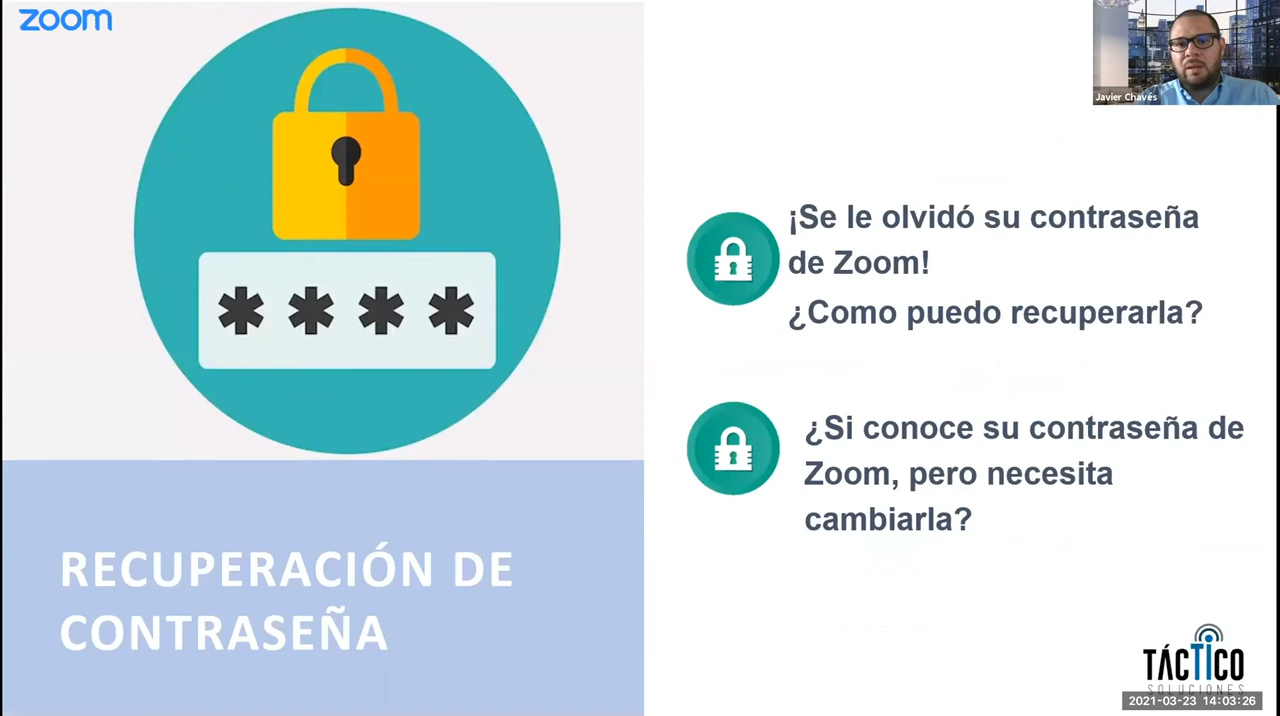 zoom
Javier Chavés
¡Se le olvidó su contraseña
de Zoom!
¿Como puedo recuperarla?
* * * *
¿Si conoce su contraseña de
Zoom, pero necesita
cambiarla?
RECUPERACIÓN DE
CONTRASEÑA
TÁCTICO
SOLUCIONES
2021-03-23 14:03:26